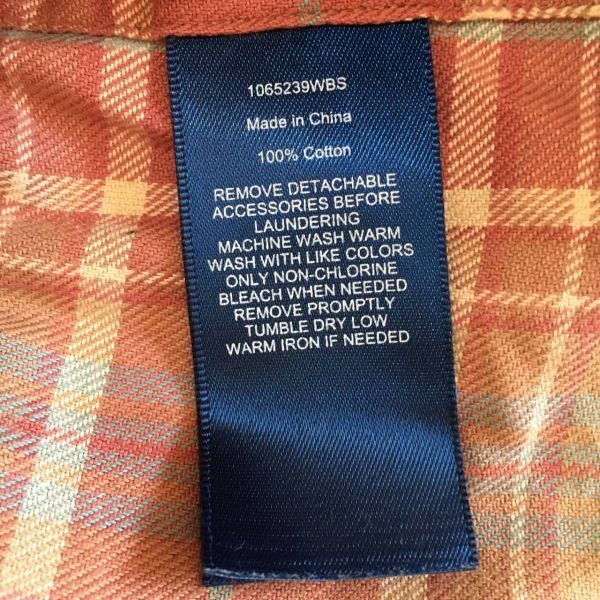 1065239WBS
Made in China
100% Cotton
REMOVE DETACHABLE
ACCESSORIES BEFORE
LAUNDERING
MACHINE WASH WARM
WASH WITH LIKE COLORS
ONLY NON-CHLORINE
BLEACH WHEN NEEDED
REMOVE PROMPTLY
TUMBLE DRY LOW
WARM IRON IF NEEDED